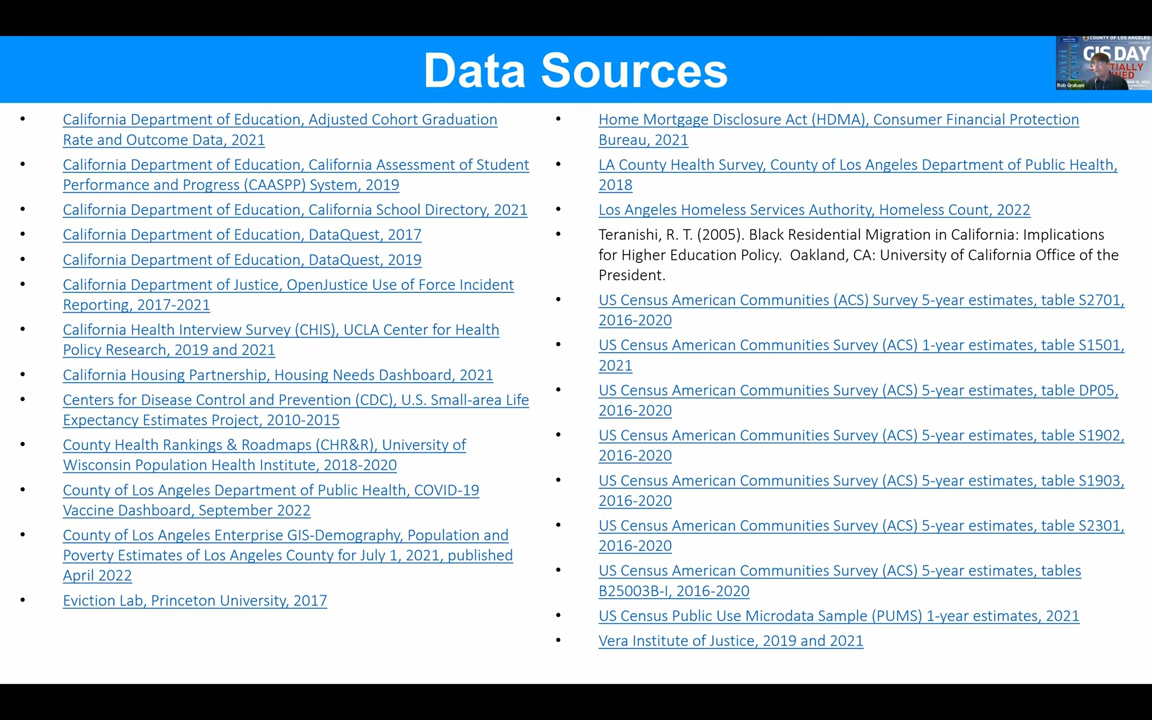 Data Sources
COUNTY OF LOS ANGELES
GIS DAY
Rob Graham
• California Department of Education, Adjusted Cohort Graduation
Rate and Outcome Data, 2021
• California Department of Education, California Assessment of Student
Performance and Progress (CAASPP) System, 2019
• California Department of Education, California School Directory, 2021
• California Department of Education, DataQuest, 2017
• California Department of Education, DataQuest, 2019
• California Department of Justice, OpenJustice Use of Force Incident
Reporting, 2017-2021
• California Health Interview Survey (CHIS), UCLA Center for Health
Policy Research, 2019 and 2021
• California Housing Partnership, Housing Needs Dashboard, 2021
• Centers for Disease Control and Prevention (CDC), U.S. Small-area Life
Expectancy Estimates Project, 2010-2015
• County Health Rankings & Roadmaps (CHR&R), University of
Wisconsin Population Health Institute, 2018-2020
• County of Los Angeles Department of Public Health, COVID-19
Vaccine Dashboard, September 2022
• County of Los Angeles Enterprise GIS-Demography, Population and
Poverty Estimates of Los Angeles County for July 1, 2021, published
April 2022
• Eviction Lab, Princeton University, 2017
• Home Mortgage Disclosure Act (HDMA), Consumer Financial Protection
Bureau, 2021
• LA County Health Survey, County of Los Angeles Department of Public Health,
2018
• Los Angeles Homeless Services Authority, Homeless Count, 2022
• Teranishi, R. T. (2005). Black Residential Migration in California: Implications
for Higher Education Policy. Oakland, CA: University of California Office of the
President.
• US Census American Communities (ACS) Survey 5-year estimates, table S2701,
2016-2020
• US Census American Communities Survey (ACS) 1-year estimates, table S1501,
2021
• US Census American Communities Survey (ACS) 5-year estimates, table DP05,
2016-2020
• US Census American Communities Survey (ACS) 5-year estimates, table S1902,
2016-2020
• US Census American Communities Survey (ACS) 5-year estimates, table S1903,
2016-2020
• US Census American Communities Survey (ACS) 5-year estimates, table S2301,
2016-2020
• US Census American Communities Survey (ACS) 5-year estimates, tables
B25003B-I, 2016-2020
• US Census Public Use Microdata Sample (PUMS) 1-year estimates, 2021
• Vera Institute of Justice, 2019 and 2021